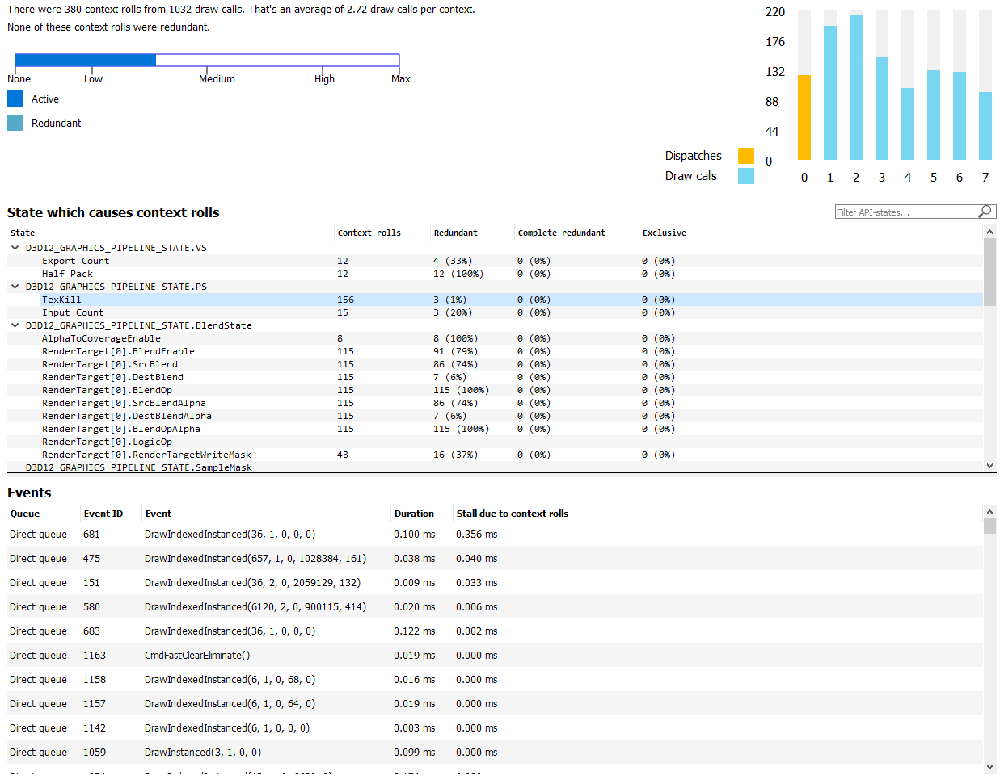 There were 380 context rolls from 1032 draw calls. That's an average of 2.72 draw calls per context.
None of these context rolls were redundant.
None Low Medium High Max
Active
Redundant
220
176
132
88
44
0
Dispatches
Draw calls
0 1 2 3 4 5 6 7
State which causes context rolls
Filter API-states...
State Context rolls Redundant Complete redundant Exclusive
D3D12_GRAPHICS_PIPELINE_STATE.VS
Export Count 12 4 (33%) 0 (0%) 0 (0%)
Half Pack 12 12 (100%) 0 (0%) 0 (0%)
D3D12_GRAPHICS_PIPELINE_STATE.PS
TexKill 156 3 (1%) 0 (0%) 0 (0%)
Input Count 15 3 (20%) 0 (0%) 0 (0%)
D3D12_GRAPHICS_PIPELINE_STATE.BlendState
AlphaToCoverageEnable 8 8 (100%) 0 (0%) 0 (0%)
RenderTarget[0].BlendEnable 115 91 (79%) 0 (0%) 0 (0%)
RenderTarget[0].SrcBlend 115 86 (74%) 0 (0%) 0 (0%)
RenderTarget[0].DestBlend 115 7 (6%) 0 (0%) 0 (0%)
RenderTarget[0].BlendOp 115 115 (100%) 0 (0%) 0 (0%)
RenderTarget[0].SrcBlendAlpha 115 86 (74%) 0 (0%) 0 (0%)
RenderTarget[0].DestBlendAlpha 115 7 (6%) 0 (0%) 0 (0%)
RenderTarget[0].BlendOpAlpha 115 115 (100%) 0 (0%) 0 (0%)
RenderTarget[0].LogicOp
RenderTarget[0].RenderTargetWriteMask 43 16 (37%) 0 (0%) 0 (0%)
D3D12_GRAPHICS_PIPELINE_STATE.SampleMask
Events
Queue Event ID Event Duration Stall due to context rolls
Direct queue 681 DrawIndexedInstanced(36, 1, 0, 0, 0) 0.100 ms 0.356 ms
Direct queue 475 DrawIndexedInstanced(657, 1, 0, 1028384, 161) 0.038 ms 0.040 ms
Direct queue 151 DrawIndexedInstanced(36, 2, 0, 2059129, 132) 0.009 ms 0.033 ms
Direct queue 580 DrawIndexedInstanced(6120, 2, 0, 900115, 414) 0.020 ms 0.006 ms
Direct queue 683 DrawIndexedInstanced(36, 1, 0, 0, 0) 0.122 ms 0.002 ms
Direct queue 1163 CmdFastClearEliminate() 0.019 ms 0.000 ms
Direct queue 1158 DrawIndexedInstanced(6, 1, 0, 68, 0) 0.016 ms 0.000 ms
Direct queue 1157 DrawIndexedInstanced(6, 1, 0, 64, 0) 0.019 ms 0.000 ms
Direct queue 1142 DrawIndexedInstanced(6, 1, 0, 0, 0) 0.003 ms 0.000 ms
Direct queue 1059 DrawInstanced(3, 1, 0, 0) 0.099 ms 0.000 ms